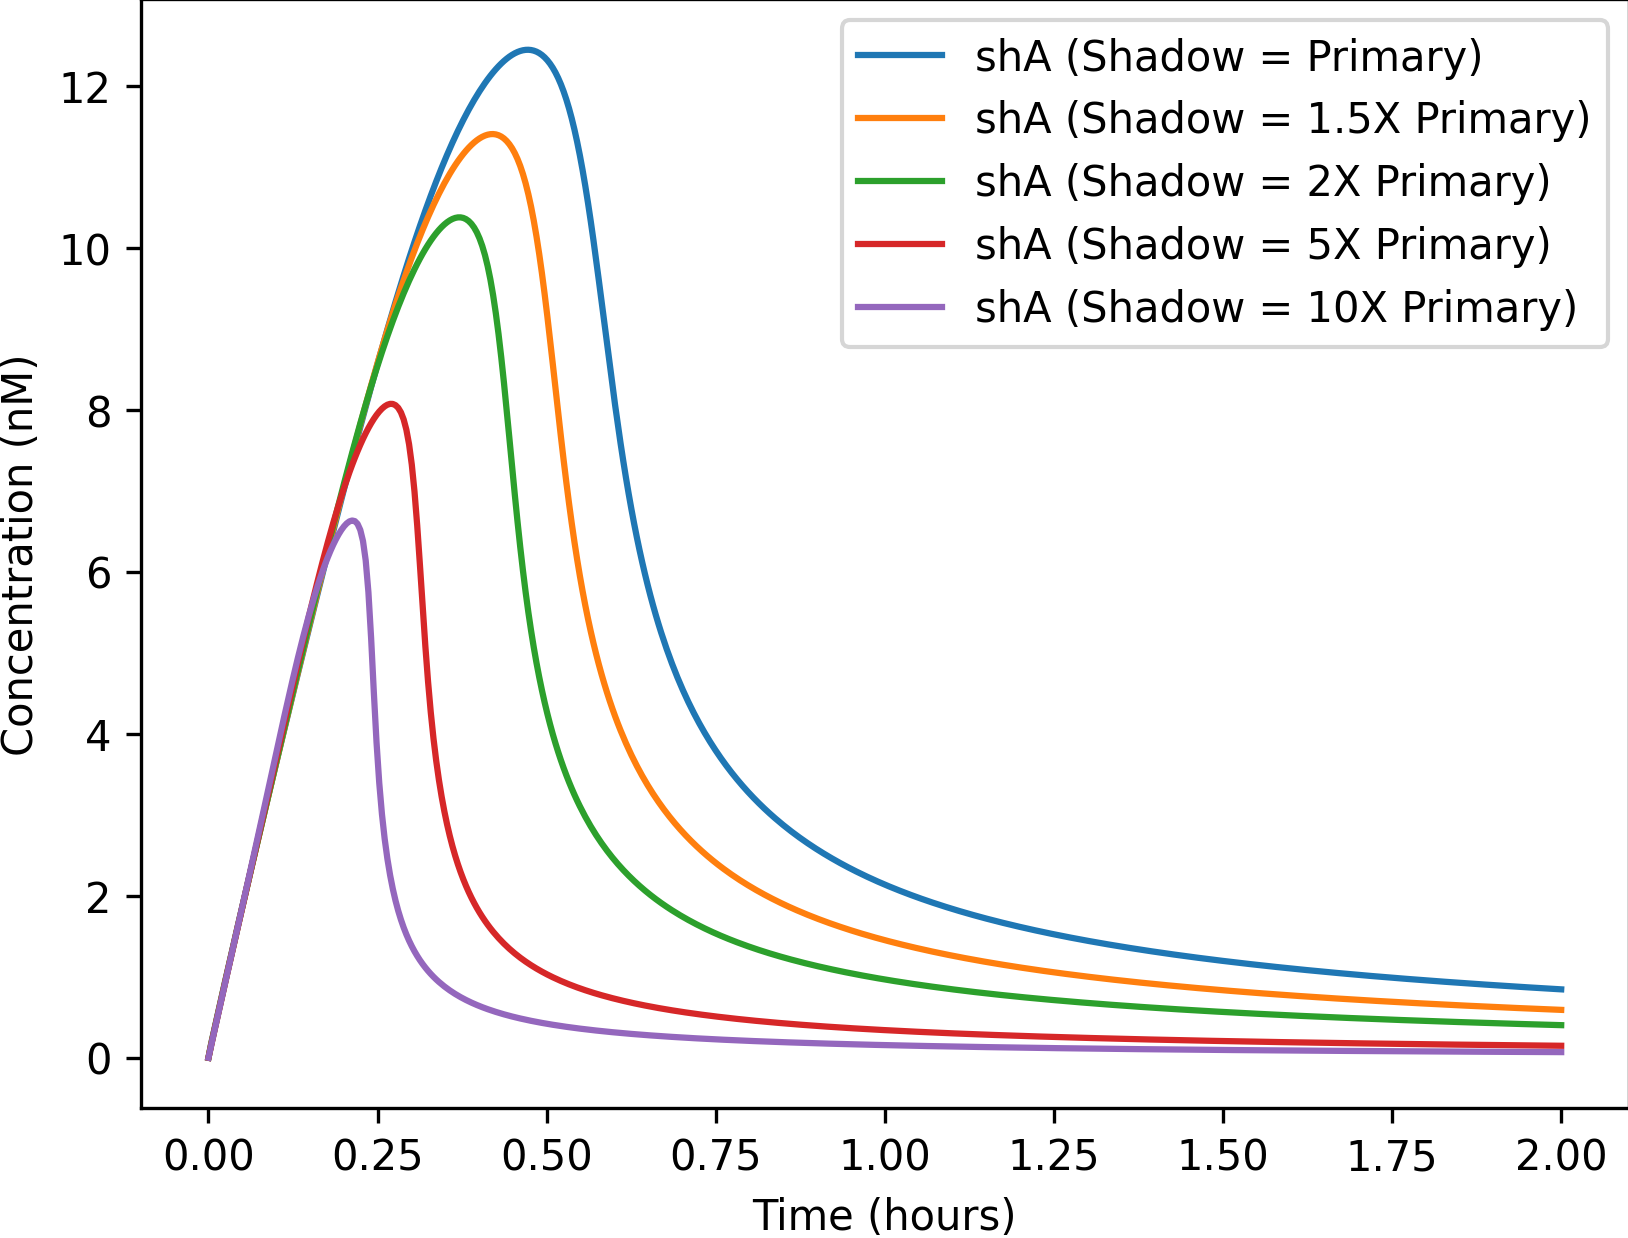 shA (Shadow = Primary)
shA (Shadow = 1.5X Primary)
shA (Shadow = 2X Primary)
shA (Shadow = 5X Primary)
shA (Shadow = 10X Primary)
Concentration (nM)
12
10
8
6
4
2
0
0.00 0.25 0.50 0.75 1.00 1.25 1.50 1.75 2.00
Time (hours)